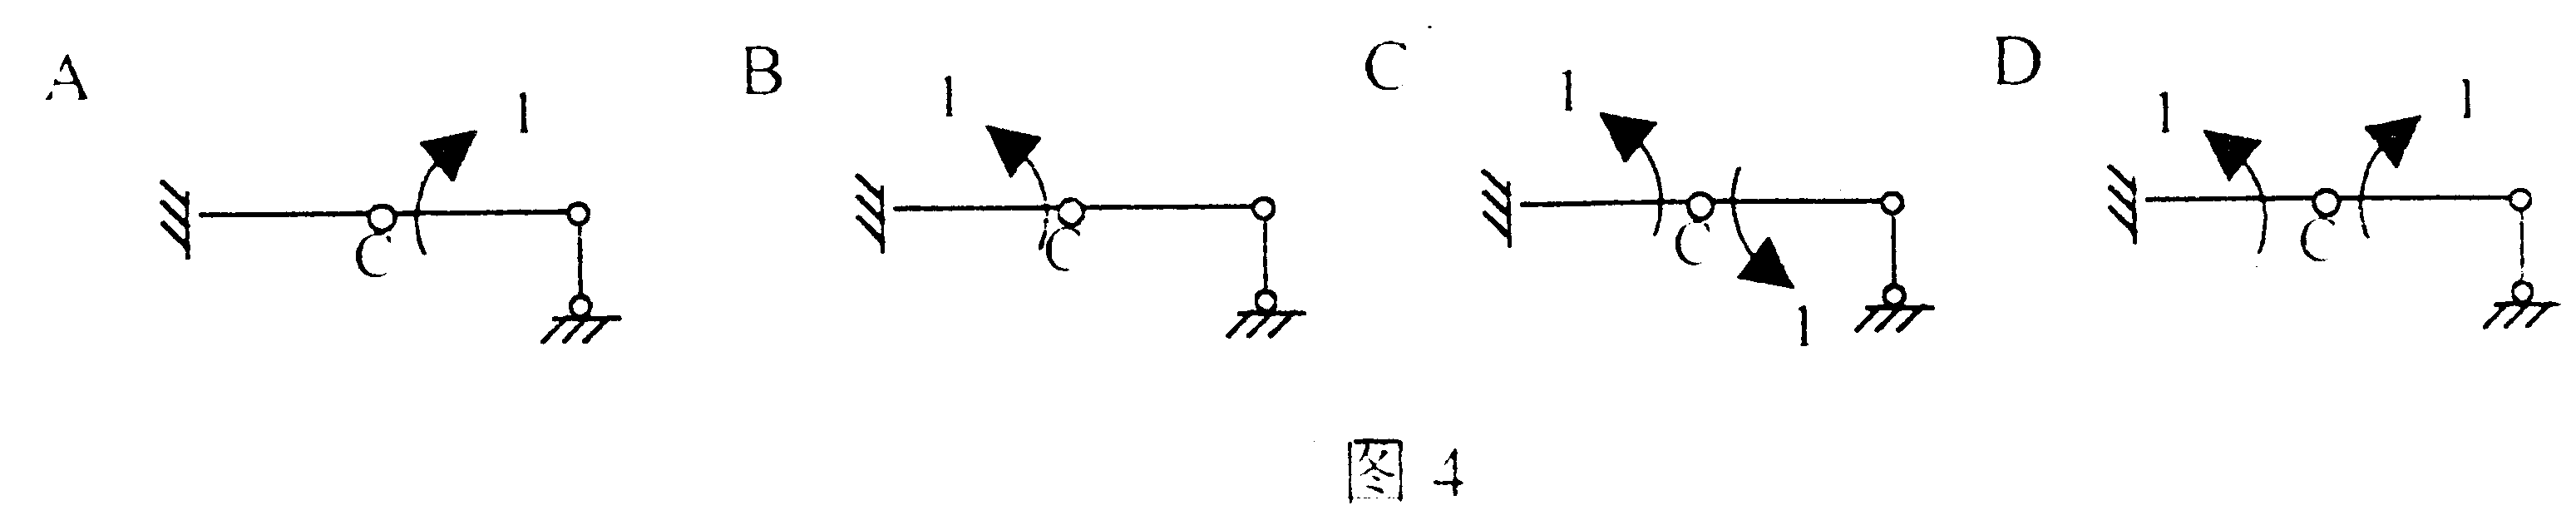 A B C D
1 1 1 1 1
1
C C C C
图 4